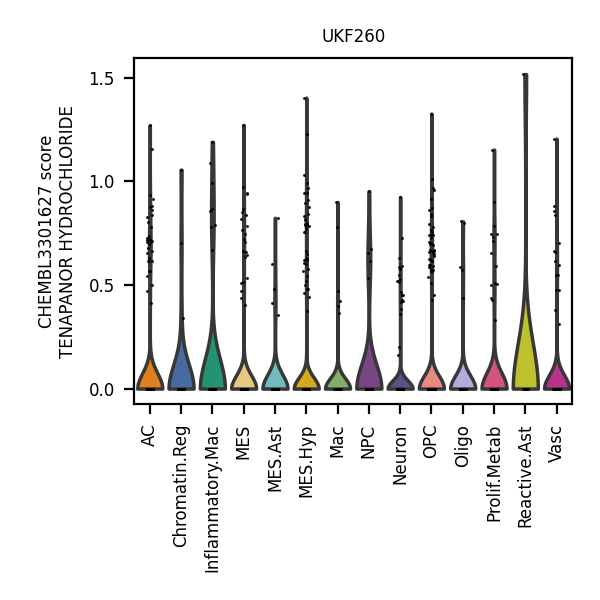 UKF260
CHEMBL3301627 score
TENAPANOR HYDROCHLORIDE
1.5
1.0
0.5
0.0
AC
Chromatin.Reg
Inflammatory.Mac
MES
MES.Ast
MES.Hyp
Mac
NPC
Neuron
OPC
Oligo
Prolif.Metab
Reactive.Ast
Vasc